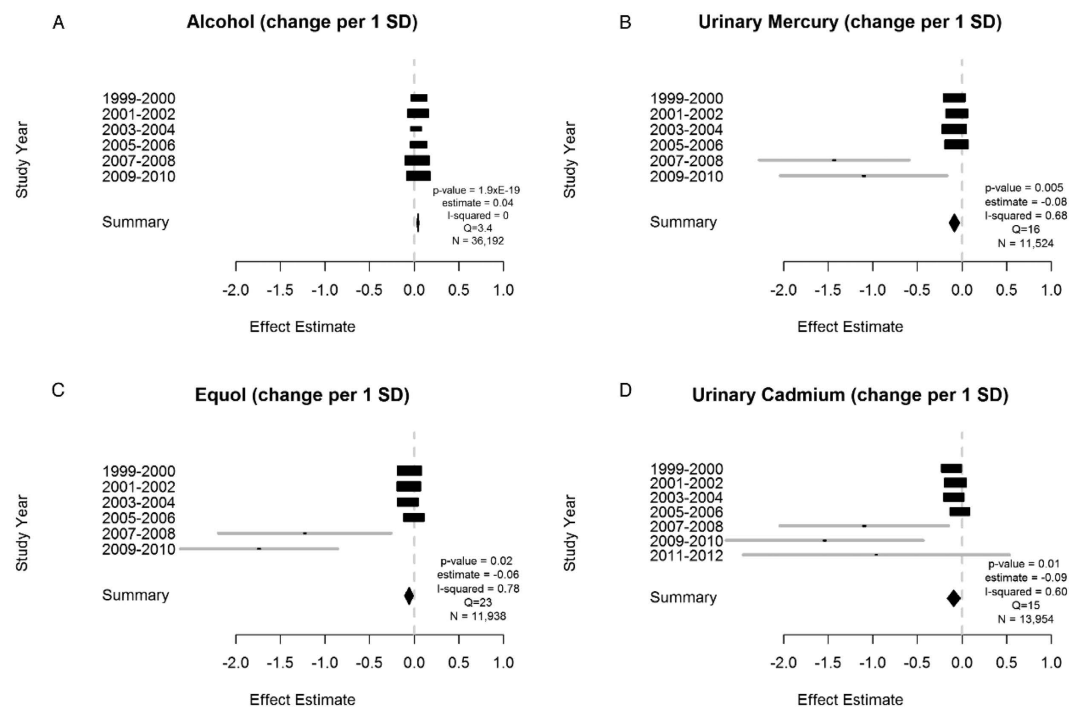 A
Alcohol (change per 1 SD)
Study Year
1999-2000
2001-2002
2003-2004
2005-2006
2007-2008
2009-2010
Summary
p-value = 1.9xE-19
estimate = 0.04
I-squared = 0
Q=3.4
N = 36,192
-2.0 -1.5 -1.0 -0.5 0.0 0.5 1.0
Effect Estimate
B
Urinary Mercury (change per 1 SD)
Study Year
1999-2000
2001-2002
2003-2004
2005-2006
2007-2008
2009-2010
Summary
p-value = 0.005
estimate = -0.08
I-squared = 0.68
Q=16
N = 11,524
-2.0 -1.5 -1.0 -0.5 0.0 0.5 1.0
Effect Estimate
C
Equol (change per 1 SD)
Study Year
1999-2000
2001-2002
2003-2004
2005-2006
2007-2008
2009-2010
Summary
p-value = 0.02
estimate = -0.06
I-squared = 0.78
Q=23
N = 11,938
-2.0 -1.5 -1.0 -0.5 0.0 0.5 1.0
Effect Estimate
D
Urinary Cadmium (change per 1 SD)
Study Year
1999-2000
2001-2002
2003-2004
2005-2006
2007-2008
2009-2010
2011-2012
Summary
p-value = 0.01
estimate = -0.09
I-squared = 0.60
Q=15
N = 13,954
-2.0 -1.5 -1.0 -0.5 0.0 0.5 1.0
Effect Estimate